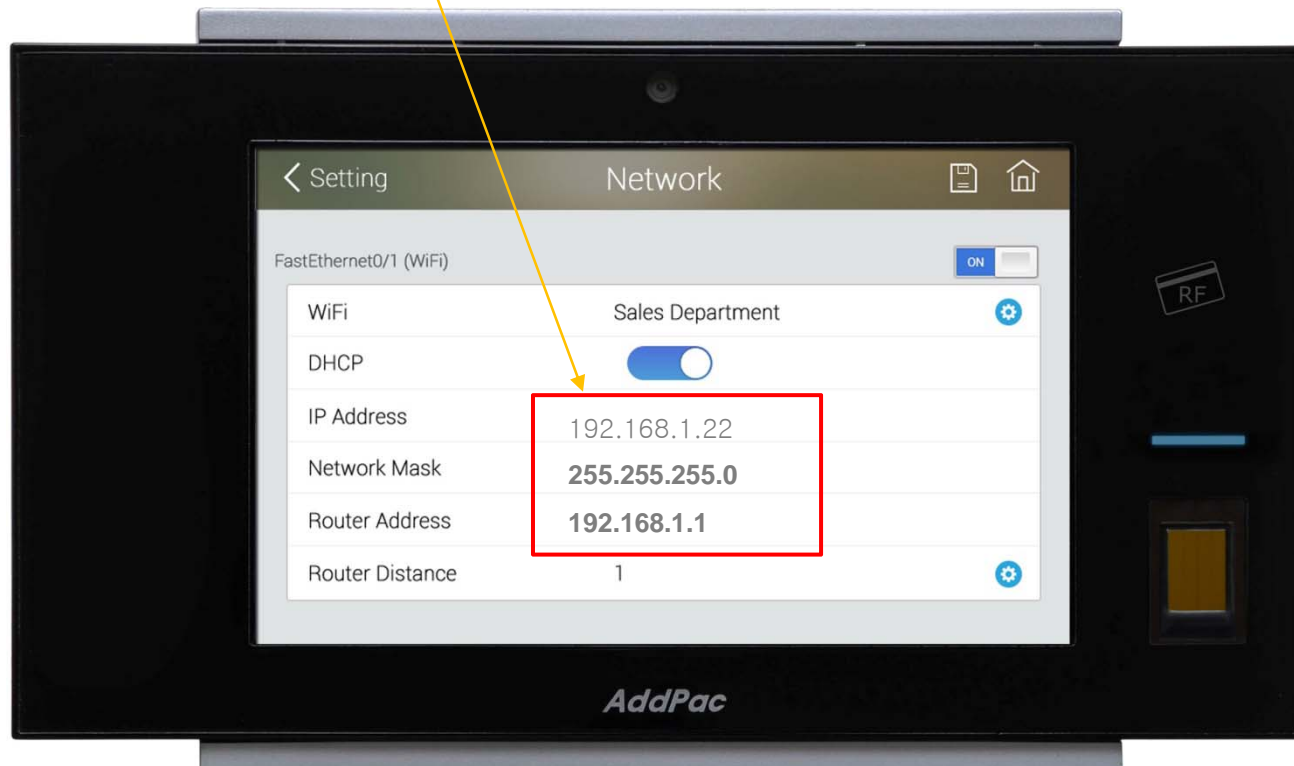 Setting Network
FastEthernet0/1 (WiFi) ON
WiFi Sales Department
DHCP
IP Address 192.168.1.22
Network Mask 255.255.255.0
Router Address 192.168.1.1
Router Distance 1
RF
AddPac